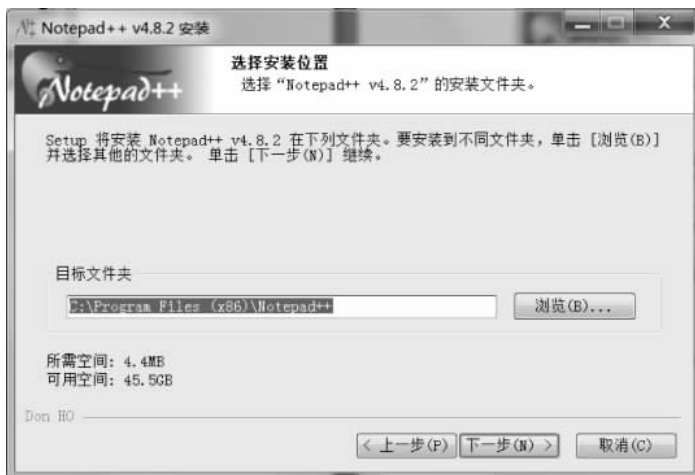 Notepad++ v4.8.2 安装
Notepad++
选择安装位置
选择“Notepad++ v4.8.2”的安装文件夹。
Setup 将安装 Notepad++ v4.8.2 在下列文件夹。要安装到不同文件夹，单击 [浏览(B)]
并选择其他的文件夹。 单击 [下一步(N)] 继续。
目标文件夹
C:\Program Files (x86)\Notepad++
浏览(B)...
所需空间: 4.4MB
可用空间: 45.5GB
Don HO
< 上一步(P) 下一步(N) > 取消(C)